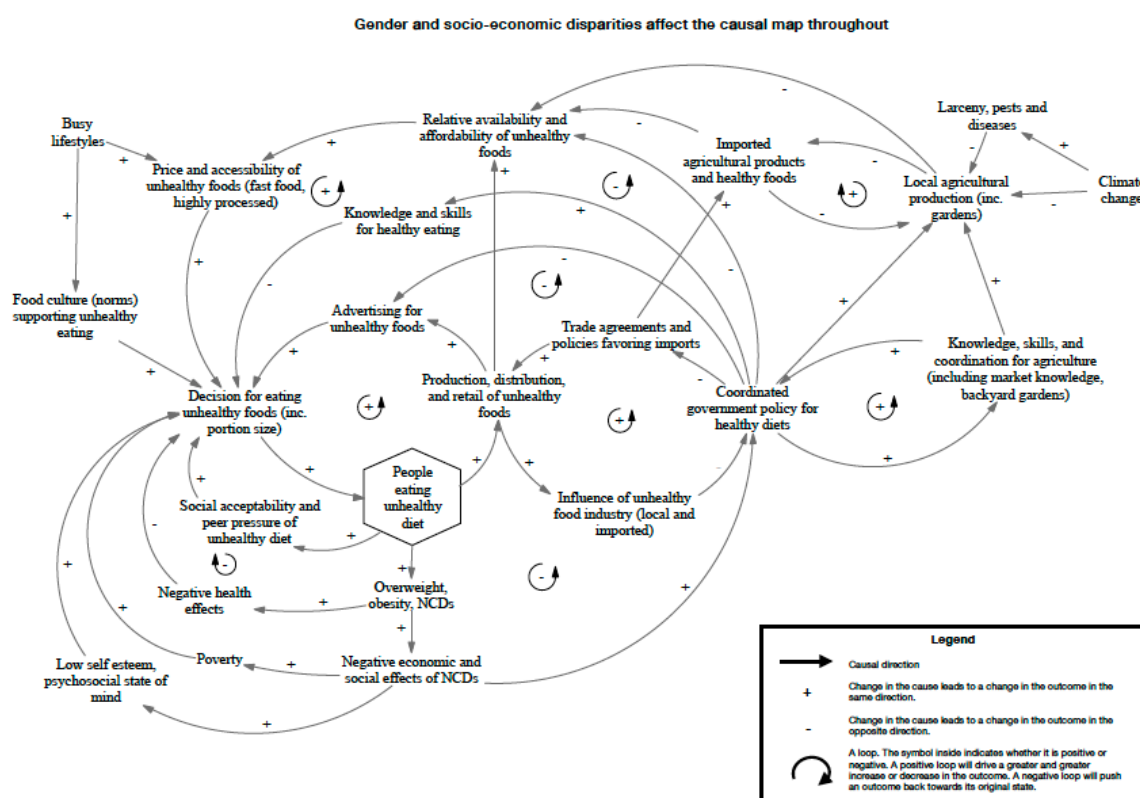 Gender and socio-economic disparities affect the causal map throughout
Busy
lifestyles
Relative availability and
affordability of unhealthy
foods
Larceny, pests and
diseases
Imported
agricultural products
and healthy foods
Price and accessibility of
unhealthy foods (fast food,
highly processed)
Local agricultural
production (inc.
gardens)
Climate
change
Knowledge and skills
for healthy eating
Food culture (norms)
supporting unhealthy
eating
Advertising for
unhealthy foods
Trade agreements and
policies favoring imports
Knowledge, skills, and
coordination for agriculture
(including market knowledge,
backyard gardens)
Production, distribution,
and retail of unhealthy
foods
Coordinated
government policy for
healthy diets
Decision for eating
unhealthy foods (inc.
portion size)
People
eating
unhealthy
diet
Influence of unhealthy
food industry (local and
imported)
Social acceptability and
peer pressure of
unhealthy diet
Negative health
effects
Overweight,
obesity, NCDs
Low self esteem,
psychosocial state of
mind
Poverty
Negative economic and
social effects of NCDs
Legend
Causal direction
+ Change in the cause leads to a change in the outcome in the
same direction.
- Change in the cause leads to a change in the outcome in the
opposite direction.
A loop. The symbol inside indicates whether it is positive or
negative. A positive loop will drive a greater and greater
increase or decrease in the outcome. A negative loop will push
an outcome back towards its original state.